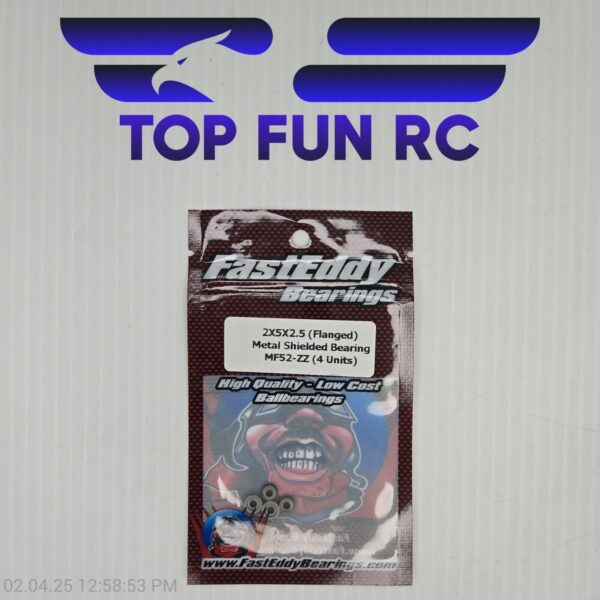 TOP FUN RC
FastEddy
Bearings
2X5X2.5 (Flanged)
Metal Shielded Bearing
MF52-ZZ (4 Units)
High Quality - Low Cost
Ballbearings
FastEddy
www.FastEddyBearings.com
02.04.25 12:58:53 PM